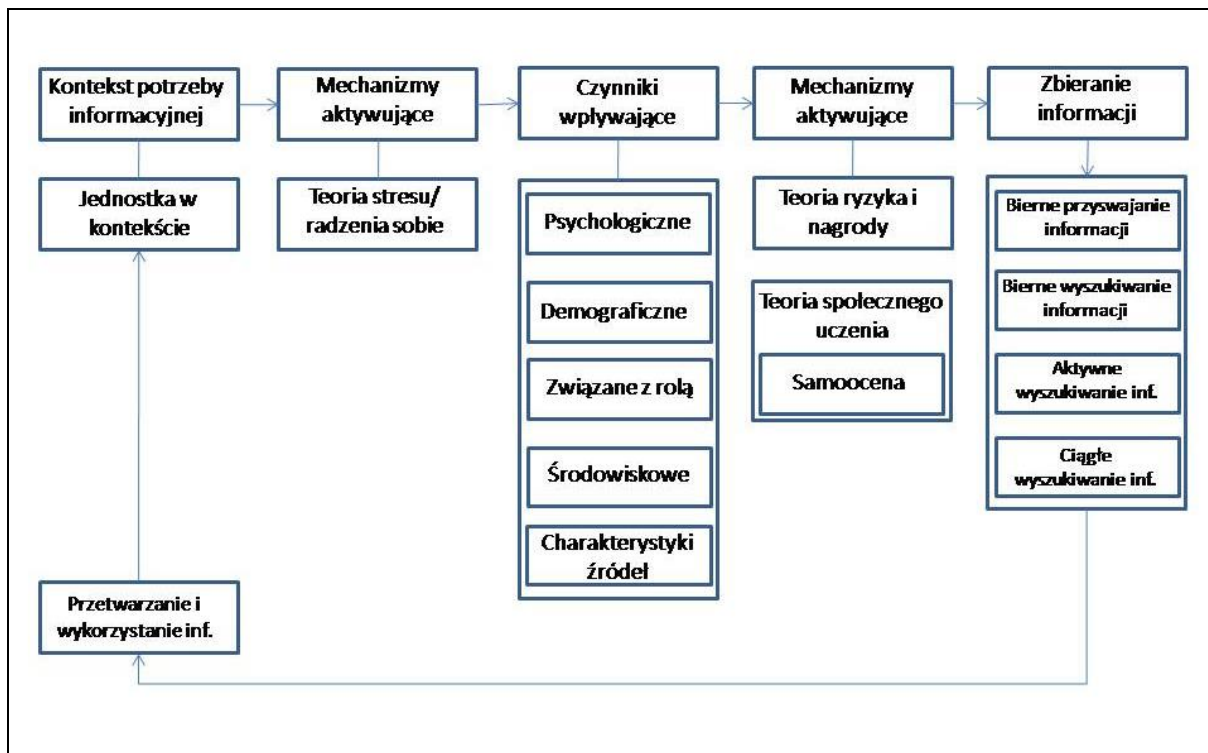 Kontekst potrzeby
informacyjnej
Mechanizmy
aktywujące
Czynniki
wpływające
Mechanizmy
aktywujące
Zbieranie
informacji
Jednostka w
kontekście
Teoria stresu/
radzenia sobie
Psychologiczne
Demograficzne
Związane z rolą
Środowiskowe
Charakterystyki
źródeł
Teoria ryzyka i
nagrody
Teoria społecznego
uczenia
Samoocena
Bierne przyswajanie
informacji
Bierne wyszukiwanie
informacji
Aktywne
wyszukiwanie inf.
Ciągłe
wyszukiwanie inf.
Przetwarzanie i
wykorzystanie inf.